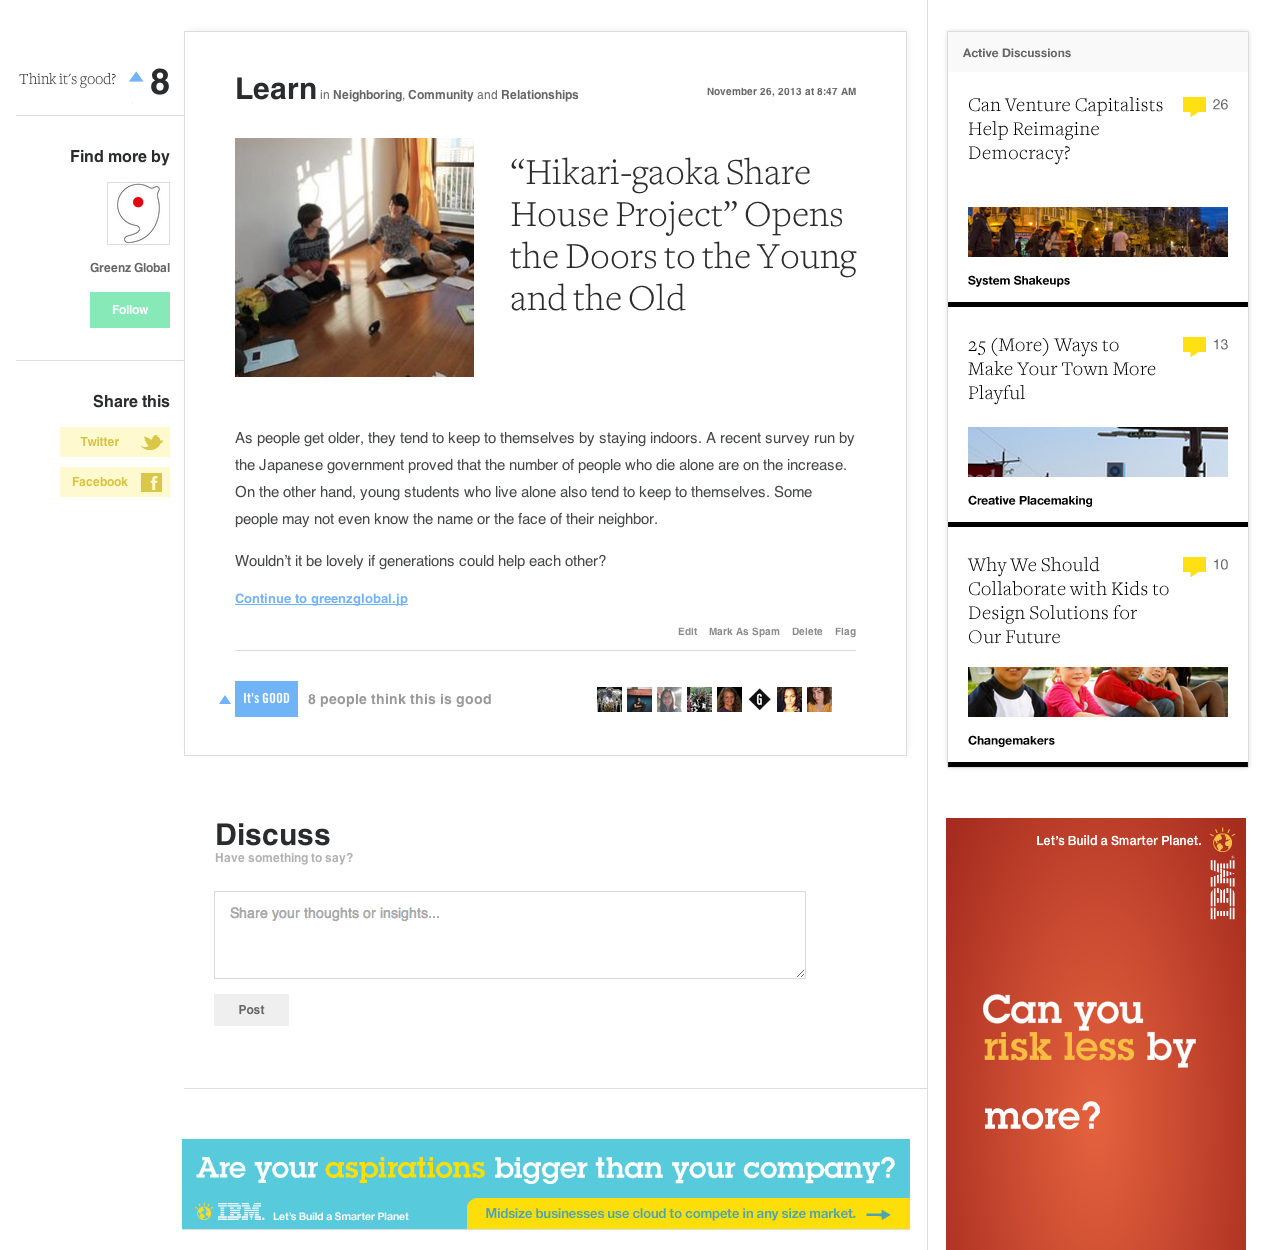 Think it's good? 8
Find more by
Greenz Global
Follow
Share this
Twitter
Facebook
Learn in Neighboring, Community and Relationships
November 26, 2013 at 8:47 AM
“Hikari-gaoka Share
House Project” Opens
the Doors to the Young
and the Old
As people get older, they tend to keep to themselves by staying indoors. A recent survey run by
the Japanese government proved that the number of people who die alone are on the increase.
On the other hand, young students who live alone also tend to keep to themselves. Some
people may not even know the name or the face of their neighbor.
Wouldn’t it be lovely if generations could help each other?
Continue to greenzglobal.jp
Edit Mark As Spam Delete Flag
It's GOOD 8 people think this is good
Discuss
Have something to say?
Share your thoughts or insights...
Post
Are your aspirations bigger than your company?
IBM. Let's Build a Smarter Planet
Midsize businesses use cloud to compete in any size market.
Active Discussions
Can Venture Capitalists
Help Reimagine
Democracy?
26
System Shakeups
25 (More) Ways to
Make Your Town More
Playful
13
Creative Placemaking
Why We Should
Collaborate with Kids to
Design Solutions for
Our Future
10
Changemakers
Let's Build a Smarter Planet.
IBM
Can you
risk less by
more?